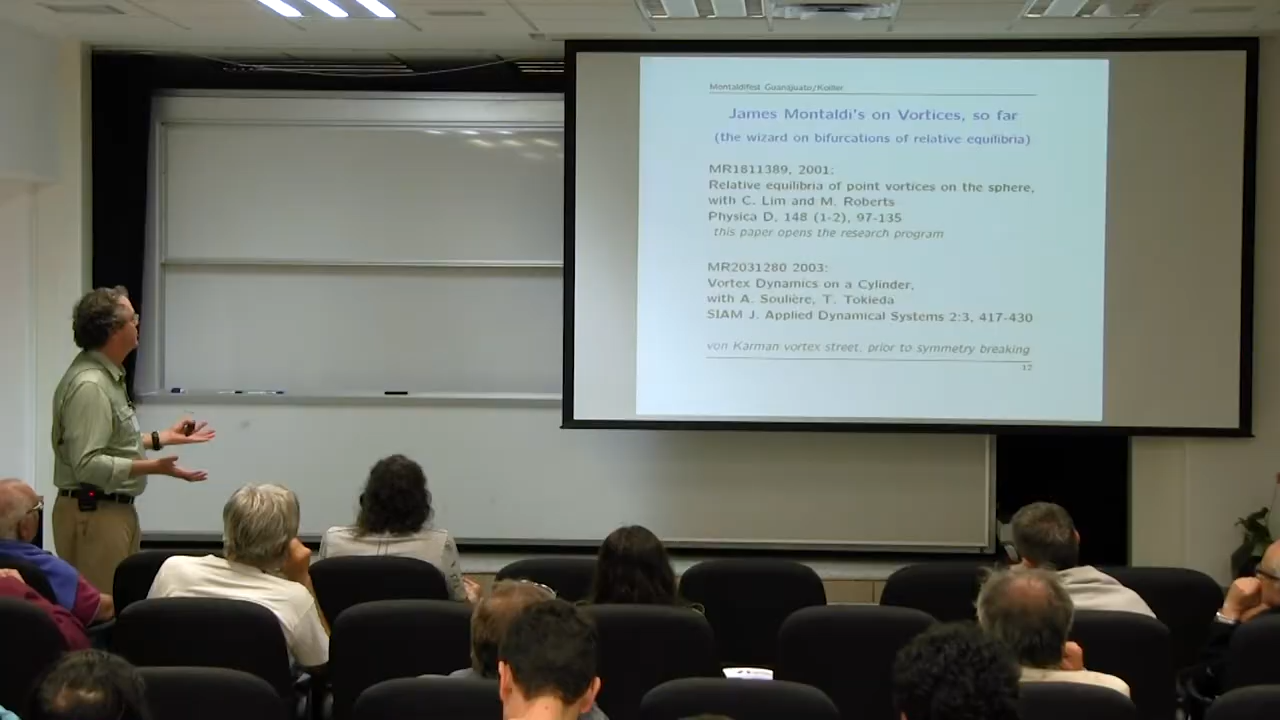 Montaldifest Guanajuato/Koiller
James Montaldi's on Vortices, so far
(the wizard on bifurcations of relative equilibria)
MR1811389, 2001:
Relative equilibria of point vortices on the sphere,
with C. Lim and M. Roberts
Physica D, 148 (1-2), 97-135
this paper opens the research program
MR2031280 2003:
Vortex Dynamics on a Cylinder,
with A. Soulière, T. Tokieda
SIAM J. Applied Dynamical Systems 2:3, 417-430
von Karman vortex street, prior to symmetry breaking
12